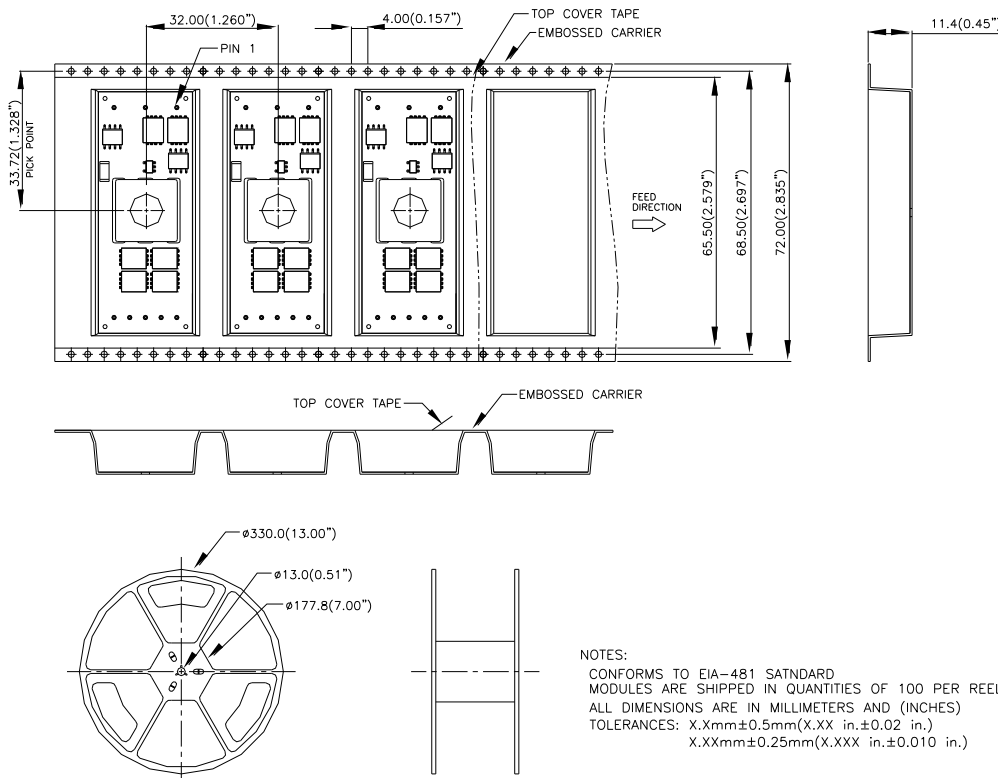 32.00(1.260")
4.00(0.157")
TOP COVER TAPE
EMBOSSED CARRIER
11.4(0.45")
PIN 1
33.72(1.328")
PICK POINT
FEED
DIRECTION
65.50(2.579")
68.50(2.697")
72.00(2.835")
TOP COVER TAPE
EMBOSSED CARRIER
ø330.0(13.00")
ø13.0(0.51")
ø177.8(7.00")
NOTES:
CONFORMS TO EIA-481 SATNDARD
MODULES ARE SHIPPED IN QUANTITIES OF 100 PER REEL
ALL DIMENSIONS ARE IN MILLIMETERS AND (INCHES)
TOLERANCES: X.Xmm±0.5mm(X.XX in.±0.02 in.)
X.XXmm±0.25mm(X.XXX in.±0.010 in.)